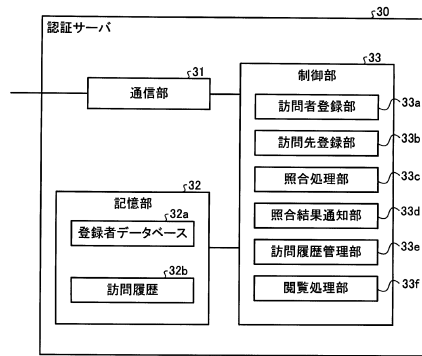 30
認証サーバ
31
通信部
33
制御部
訪問者登録部
33a
訪問先登録部
33b
照合処理部
33c
照合結果通知部
33d
訪問履歴管理部
33e
閲覧処理部
33f
32
記憶部
32a
登録者データベース
32b
訪問履歴